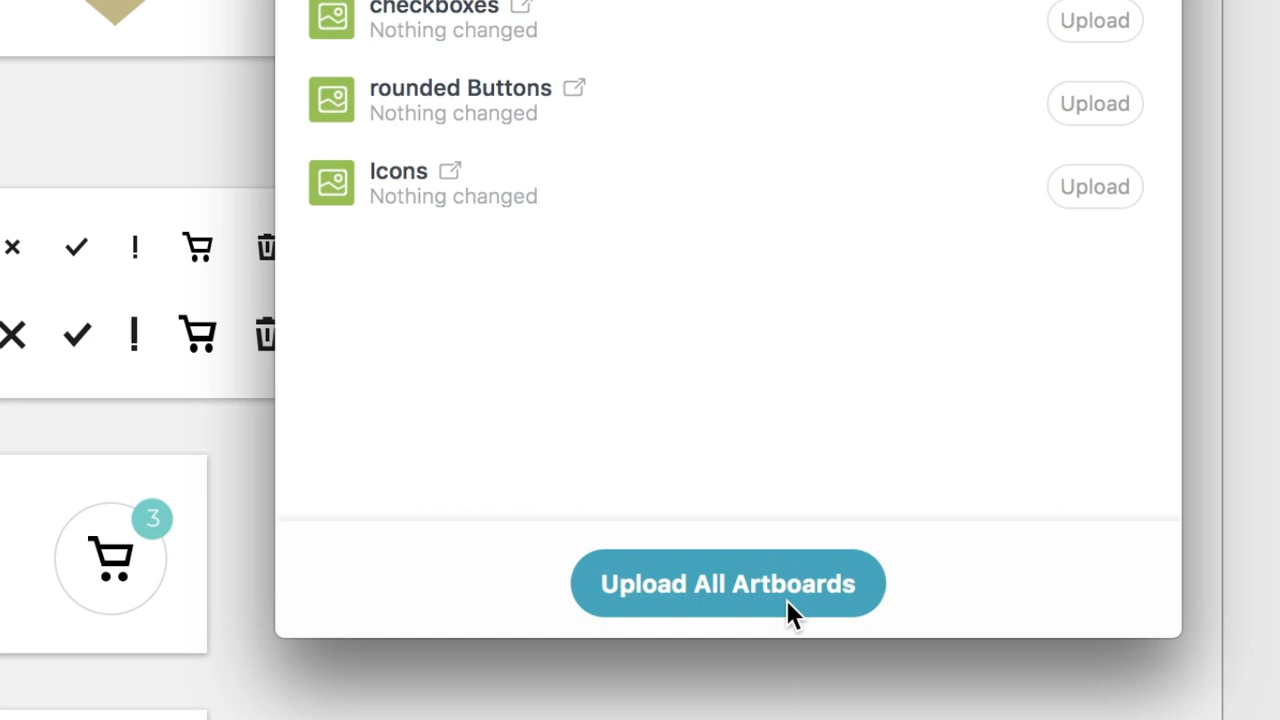 checkboxes
Nothing changed
Upload
rounded Buttons
Nothing changed
Upload
Icons
Nothing changed
Upload
3
Upload All Artboards